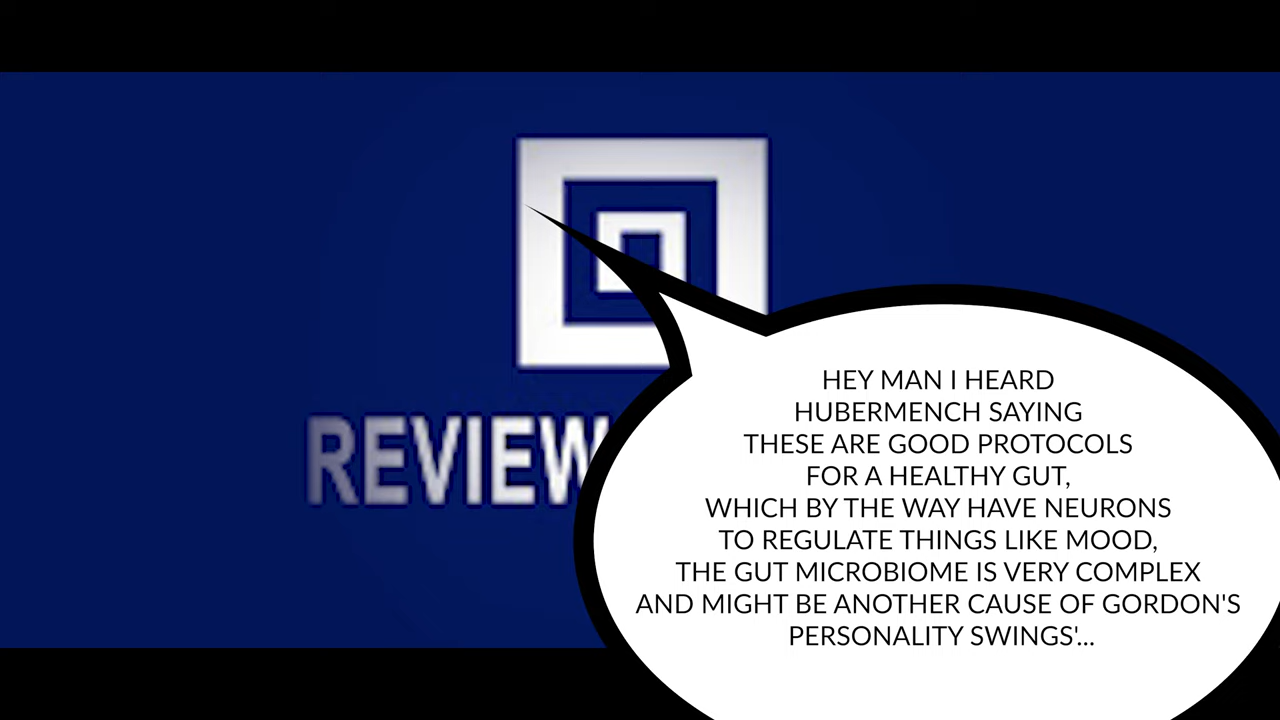 REVIEW
HEY MAN I HEARD
HUBERMENCH SAYING
THESE ARE GOOD PROTOCOLS
FOR A HEALTHY GUT,
WHICH BY THE WAY HAVE NEURONS
TO REGULATE THINGS LIKE MOOD,
THE GUT MICROBIOME IS VERY COMPLEX
AND MIGHT BE ANOTHER CAUSE OF GORDON'S
PERSONALITY SWINGS'...